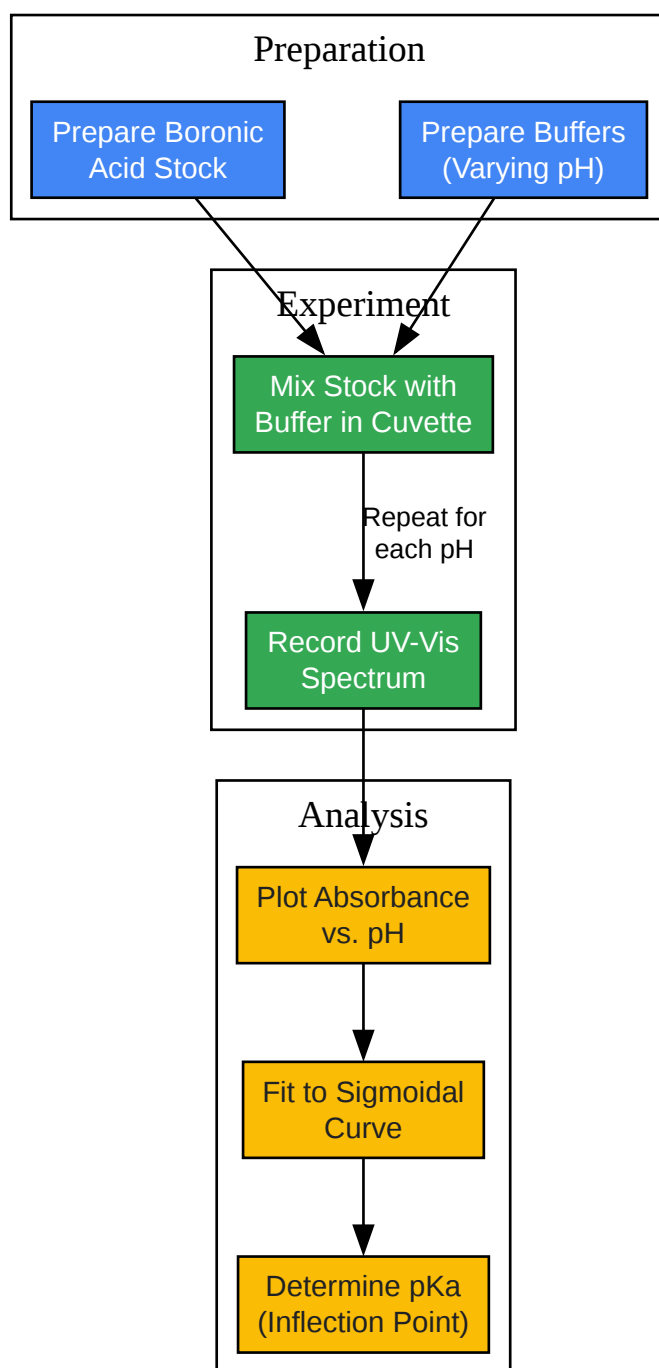 Preparation
Prepare Boronic
Acid Stock
Prepare Buffers
(Varying pH)
Experiment
Mix Stock with
Buffer in Cuvette
Repeat for
each pH
Record UV-Vis
Spectrum
Analysis
Plot Absorbance
vs. pH
Fit to Sigmoidal
Curve
Determine pKa
(Inflection Point)